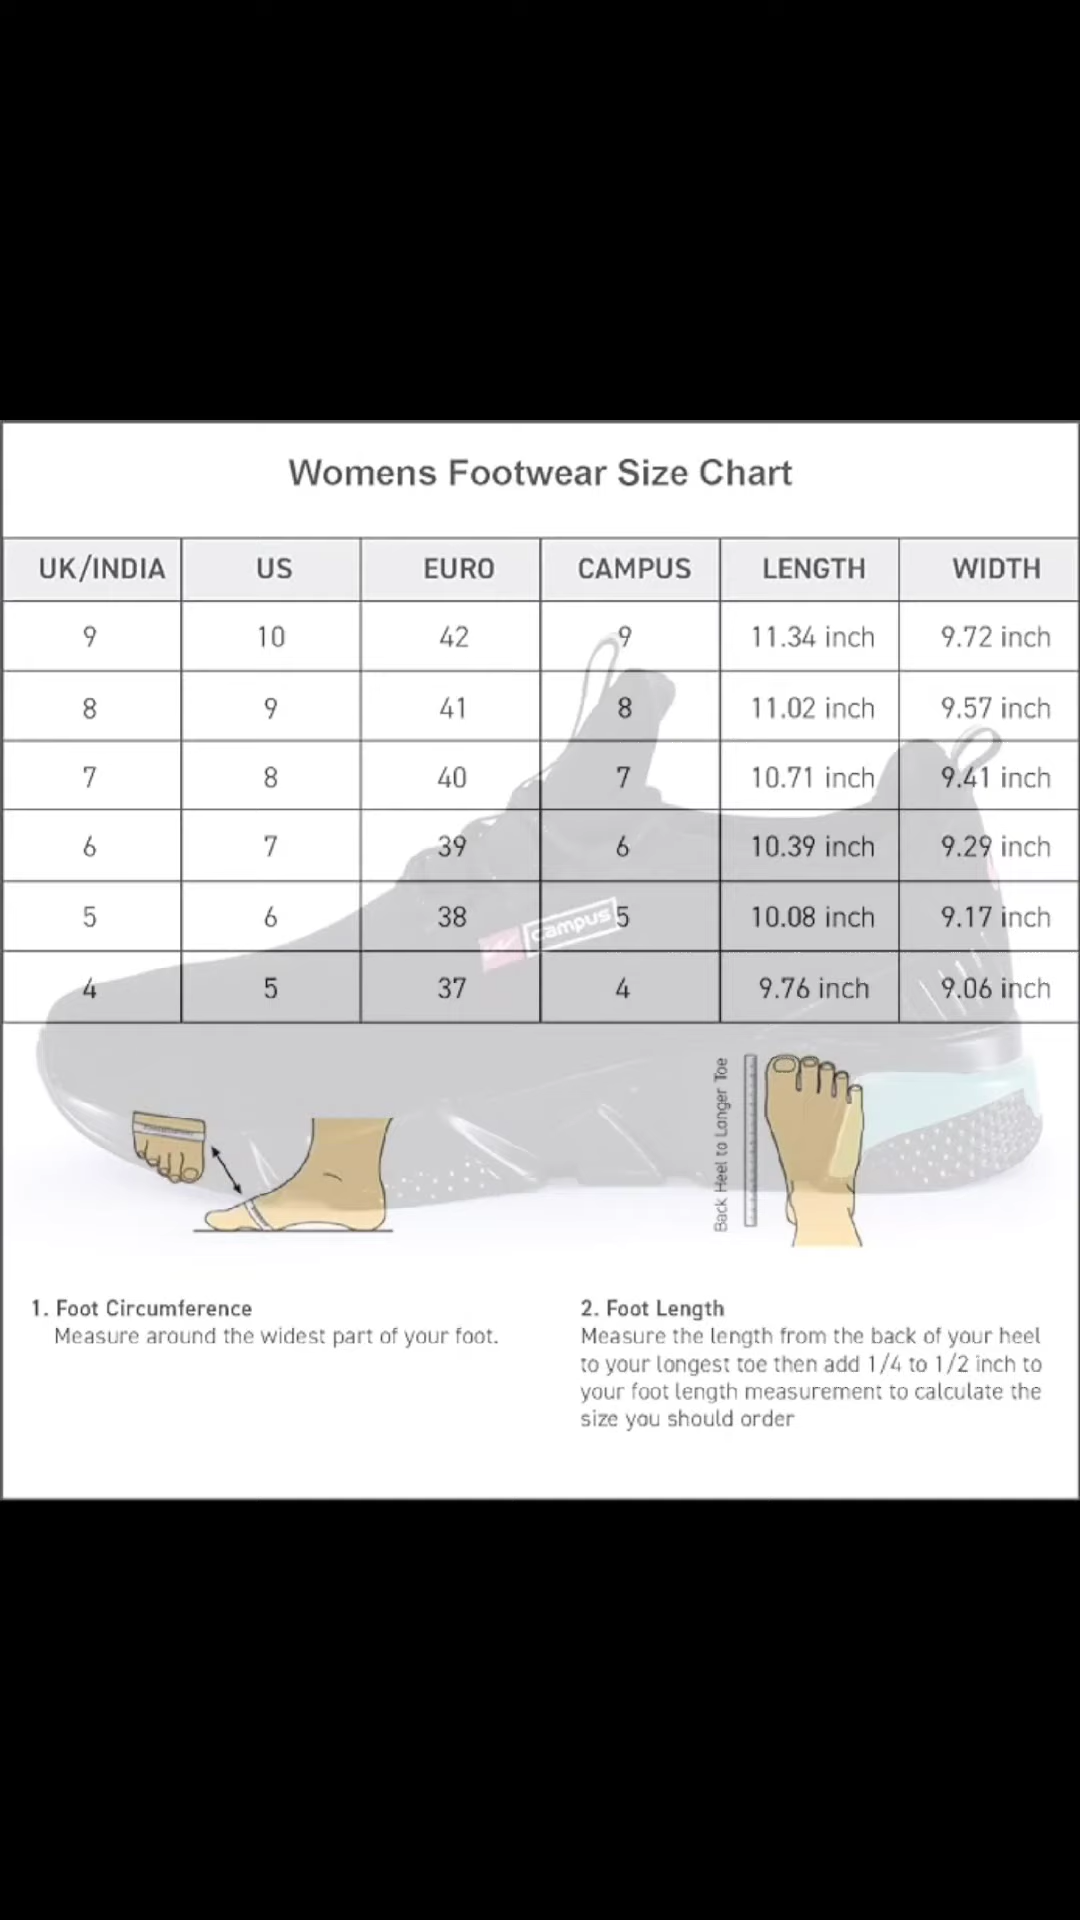 Womens Footwear Size Chart
UK/INDIA US EURO CAMPUS LENGTH WIDTH
9 10 42 9 11.34 inch 9.72 inch
8 9 41 8 11.02 inch 9.57 inch
7 8 40 7 10.71 inch 9.41 inch
6 7 39 6 10.39 inch 9.29 inch
5 6 38 5 10.08 inch 9.17 inch
campus
4 5 37 4 9.76 inch 9.06 inch
Back Heel to Longer Toe
1. Foot Circumference
Measure around the widest part of your foot.
2. Foot Length
Measure the length from the back of your heel
to your longest toe then add 1/4 to 1/2 inch to
your foot length measurement to calculate the
size you should order